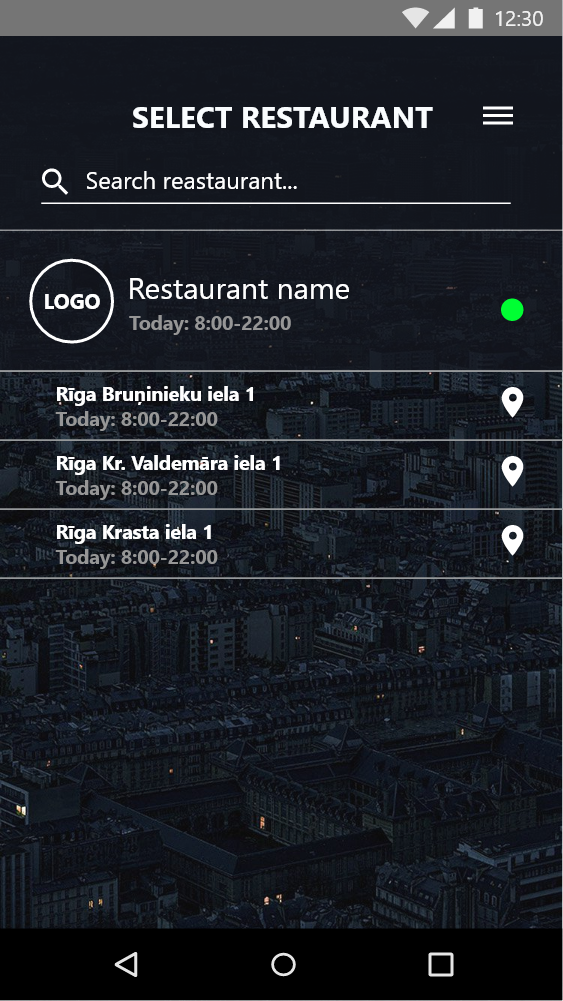 12:30
SELECT RESTAURANT
Search reastaurant...
LOGO
Restaurant name
Today: 8:00-22:00
Rīga Bruņinieku iela 1
Today: 8:00-22:00
Rīga Kr. Valdemāra iela 1
Today: 8:00-22:00
Rīga Krasta iela 1
Today: 8:00-22:00